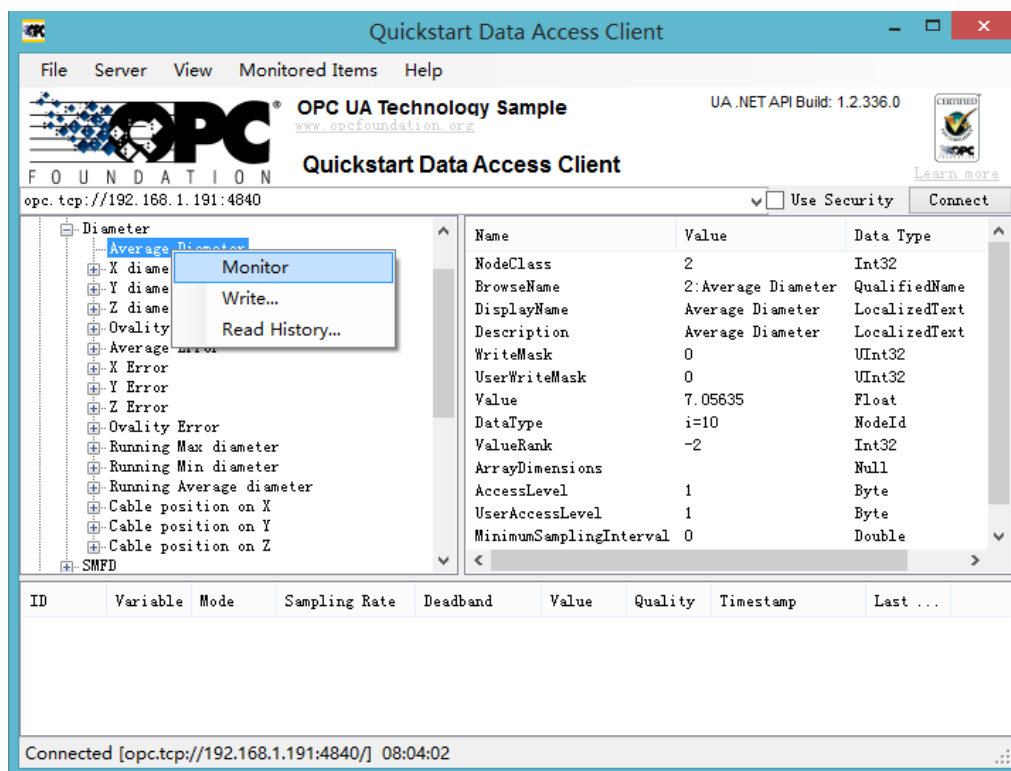 Quickstart Data Access Client
File Server View Monitored Items Help
OPC
®
FOUNDATION
OPC UA Technology Sample
www.opcfoundation.org
Quickstart Data Access Client
UA .NET API Build: 1.2.336.0
CERTIFIED
OPC
Learn more
opc.tcp://192.168.1.191:4840
Use Security
Connect
Diameter
Average Diameter
X diame
Y diame
Z diame
Ovality
Average Error
X Error
Y Error
Z Error
Ovality Error
Running Max diameter
Running Min diameter
Running Average diameter
Cable position on X
Cable position on Y
Cable position on Z
SMFD
Monitor
Write...
Read History...
Name Value Data Type
NodeClass 2 Int32
BrowseName 2:Average Diameter QualifiedName
DisplayName Average Diameter LocalizedText
Description Average Diameter LocalizedText
WriteMask 0 UInt32
UserWriteMask 0 UInt32
Value 7.05635 Float
DataType i=10 NodeId
ValueRank -2 Int32
ArrayDimensions Null
AccessLevel 1 Byte
UserAccessLevel 1 Byte
MinimumSamplingInterval 0 Double
ID Variable Mode Sampling Rate Deadband Value Quality Timestamp Last ...
Connected [opc.tcp://192.168.1.191:4840/] 08:04:02